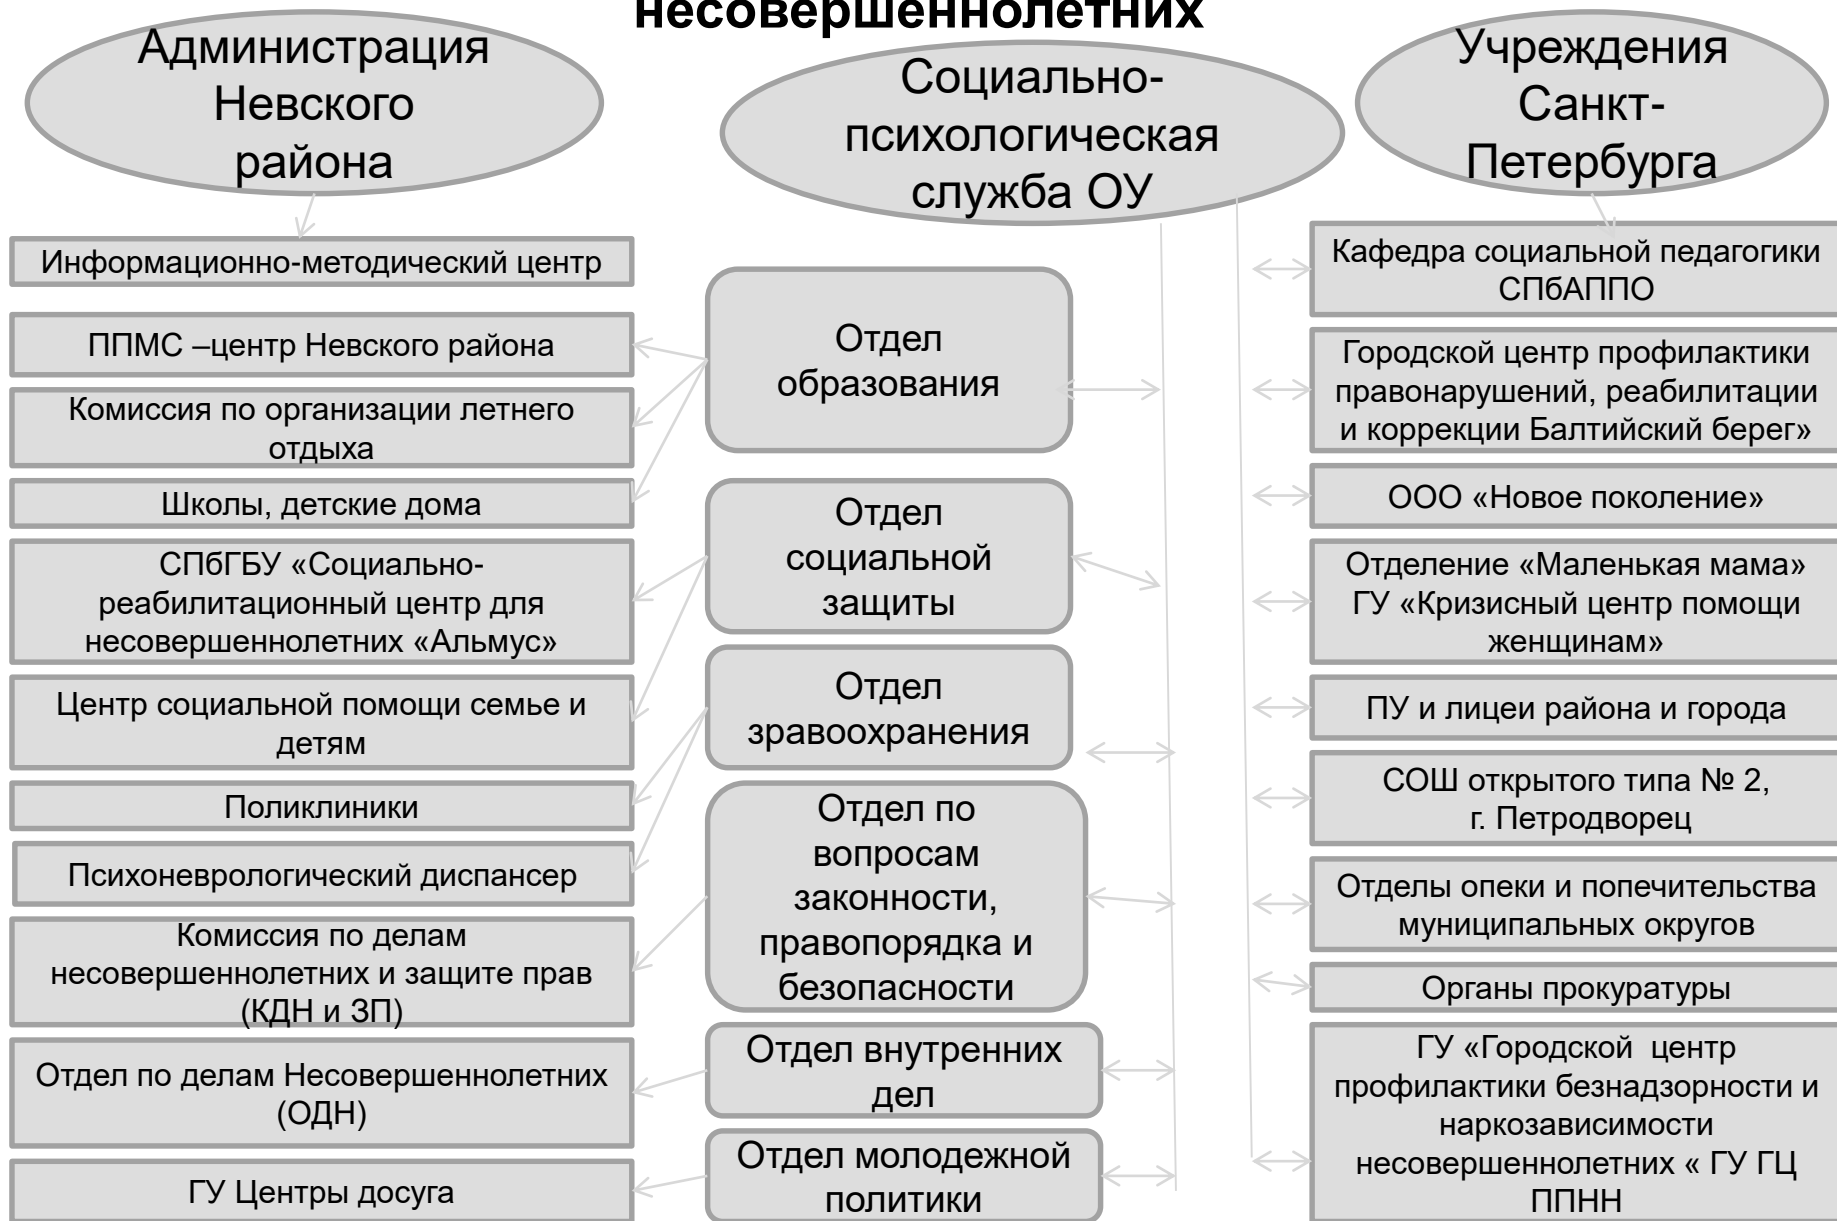 несовершеннолетних
Администрация
Невского
района
Социально-
психологическая
служба ОУ
Учреждения
Санкт-
Петербурга
Информационно-методический центр
ППМС –центр Невского района
Комиссия по организации летнего
отдыха
Школы, детские дома
СПбГБУ «Социально-
реабилитационный центр для
несовершеннолетних «Альмус»
Центр социальной помощи семье и
детям
Поликлиники
Психоневрологический диспансер
Комиссия по делам
несовершеннолетних и защите прав
(КДН и ЗП)
Отдел по делам Несовершеннолетних
(ОДН)
ГУ Центры досуга
Отдел
образования
Отдел
социальной
защиты
Отдел
зравоохранения
Отдел по
вопросам
законности,
правопорядка и
безопасности
Отдел внутренних
дел
Отдел молодежной
политики
Кафедра социальной педагогики
СПбАППО
Городской центр профилактики
правонарушений, реабилитации
и коррекции Балтийский берег»
ООО «Новое поколение»
Отделение «Маленькая мама»
ГУ «Кризисный центр помощи
женщинам»
ПУ и лицеи района и города
СОШ открытого типа № 2,
г. Петродворец
Отделы опеки и попечительства
муниципальных округов
Органы прокуратуры
ГУ «Городской  центр
профилактики безнадзорности и
наркозависимости
несовершеннолетних « ГУ ГЦ
ППНН